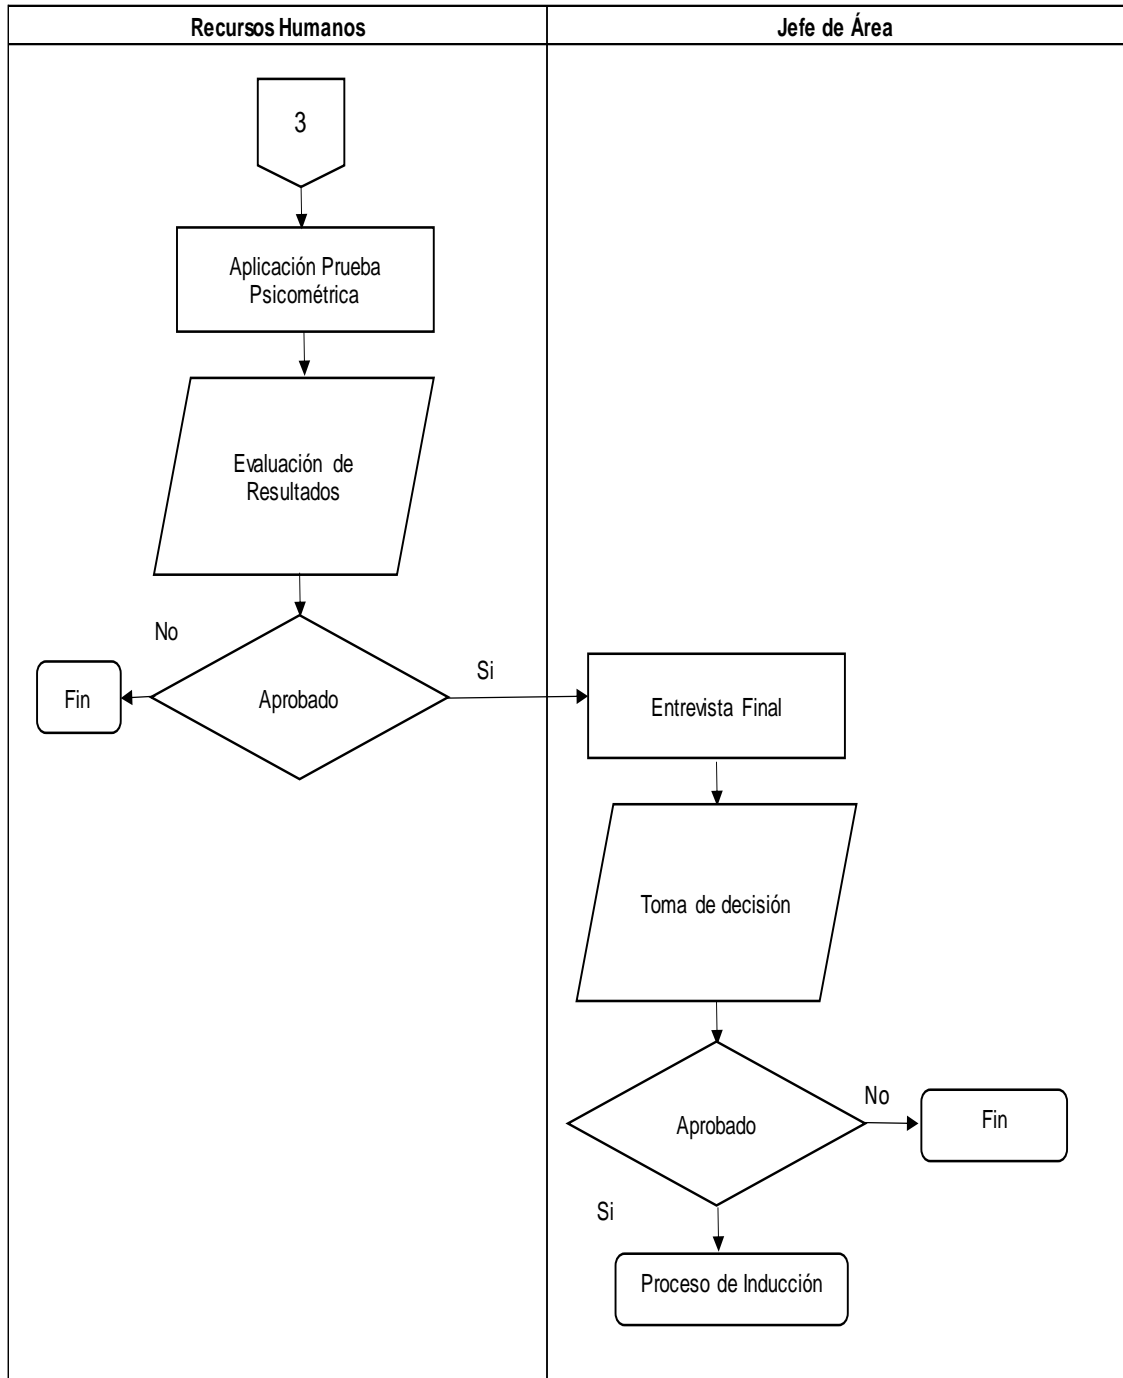 Recursos Humanos
Jefe de Área
3
Aplicación Prueba
Psicométrica
Evaluación de
Resultados
No
Si
Fin
Aprobado
Entrevista Final
Toma de decisión
Aprobado
No
Fin
Si
Proceso de Inducción